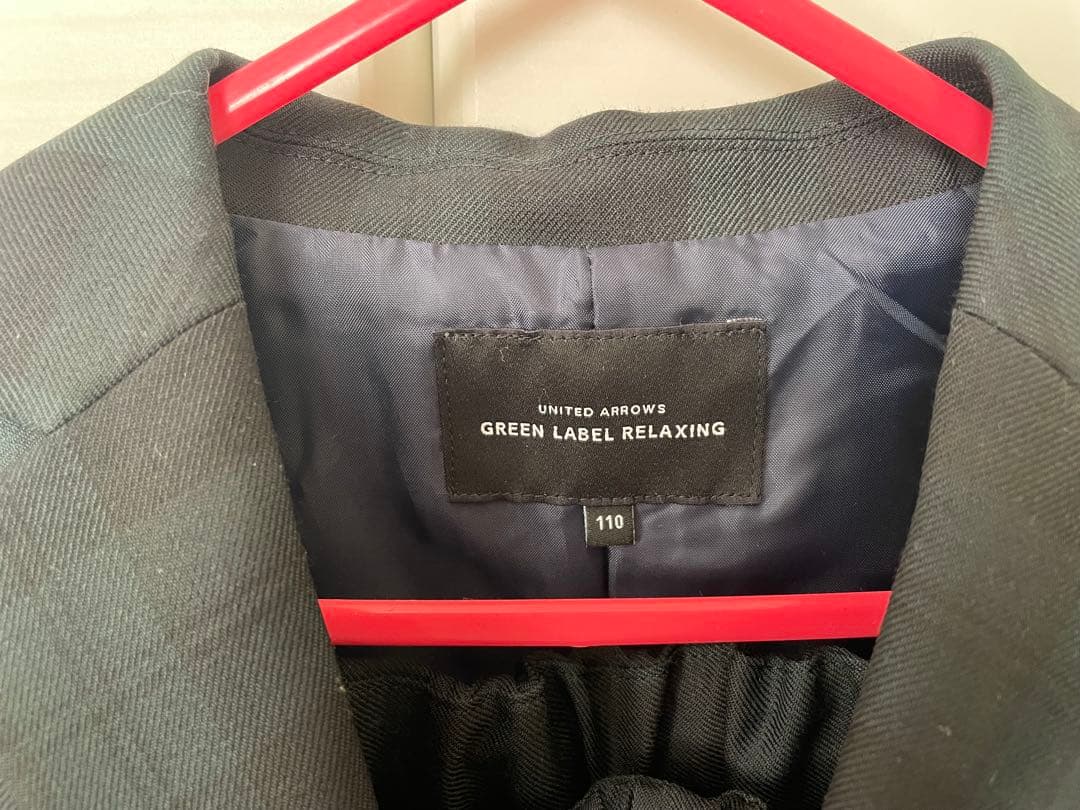 UNITED ARROWS
GREEN LABEL RELAXING
110